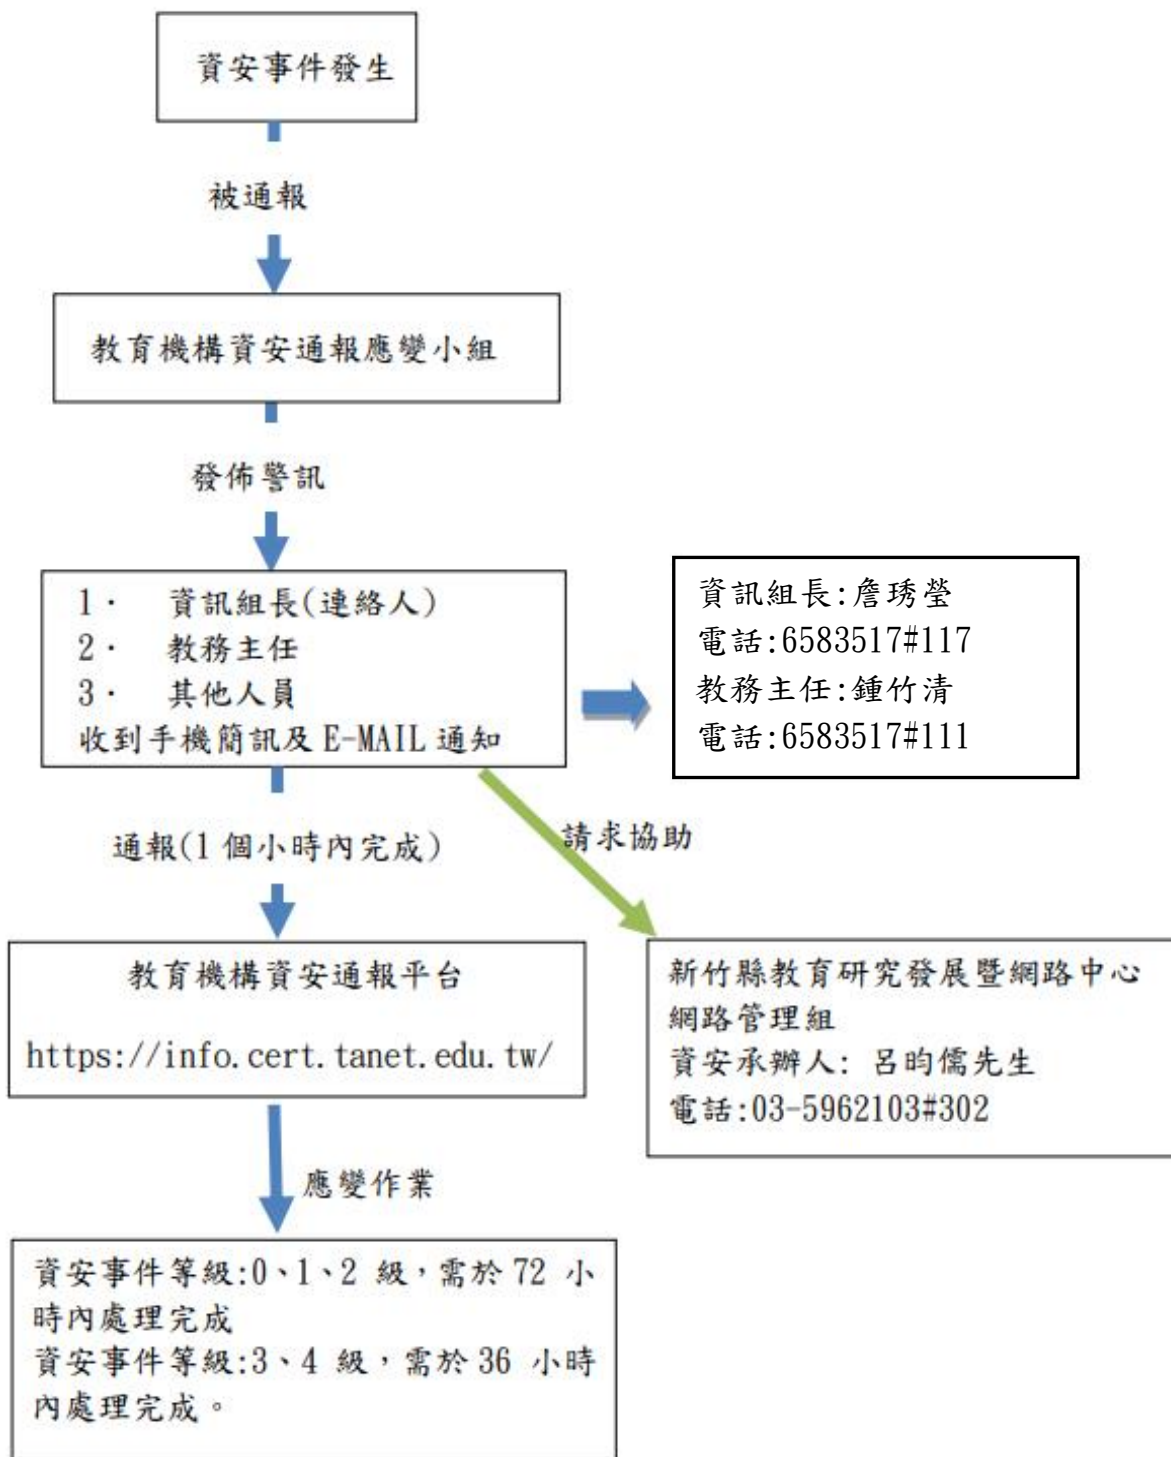 資安事件發生
被通報
教育機構資安通報應變小組
發佈警訊
1. 資訊組長(連絡人)
2. 教務主任
3. 其他人員
收到手機簡訊及 E-MAIL 通知
資訊組長:詹琇瑩
電話:6583517#117
教務主任:鍾竹清
電話:6583517#111
通報(1 個小時內完成)
請求協助
教育機構資安通報平台
https://info.cert.tanet.edu.tw/
新竹縣教育研究發展暨網路中心
網路管理組
資安承辦人: 呂昀儒先生
電話:03-5962103#302
應變作業
資安事件等級:0、1、2 級，需於 72 小
時內處理完成
資安事件等級:3、4 級，需於 36 小時
內處理完成。